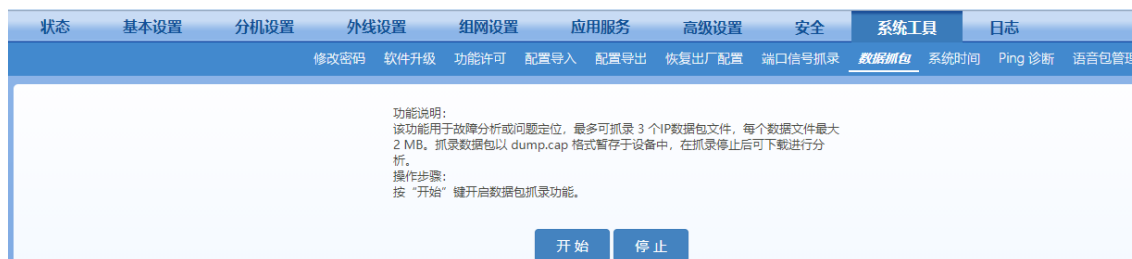 状态 基本设置 分机设置 外线设置 组网设置 应用服务 高级设置 安全 系统工具 日志
修改密码 软件升级 功能许可 配置导入 配置导出 恢复出厂配置 端口信号抓录 数据抓包 系统时间 Ping 诊断 语音包管理
功能说明：
该功能用于故障分析或问题定位，最多可抓录 3 个IP数据包文件，每个数据文件最大
2 MB。抓录数据包以 dump.cap 格式暂存于设备中，在抓录停止后可下载进行分
析。
操作步骤：
按“开始”键开启数据包抓录功能。
开 始 停 止